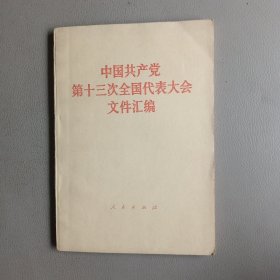 中国共产党
第十三次全国代表大会
文件汇编
人民出版社